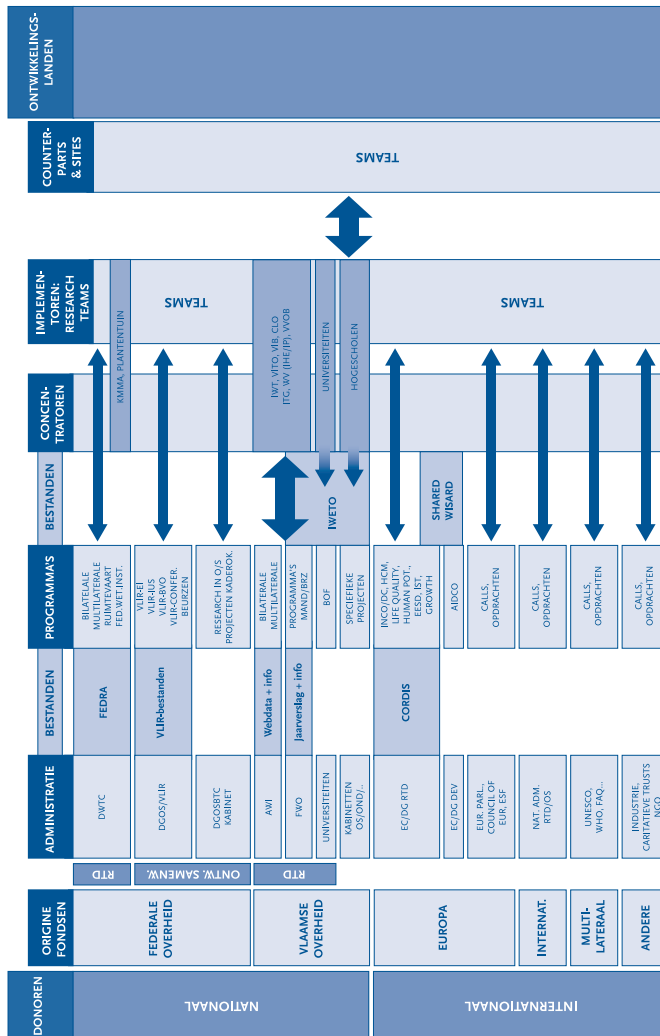 DONOREN
NATIONAAL
INTERNATIONAAL
ORIGINE
FONDSEN
FEDERALE
OVERHEID
VLAAMSE
OVERHEID
EUROPA
INTERNAT.
MULTI-
LATERAAL
ANDERE
RTD
ONTW. SAMENW.
RTD
ADMINISTRATIE
DWTC
DGOS/VLIR
DGOSBTC
KABINET
AWI
FWO
UNIVERSITEITEN
KABINETTEN
OS/OND/..
EC/DG RTD
EC/DG DEV
EUR. PARL.,
COUNCIL OF
EUR. ESF
NAT. ADM.
RTD/OS
UNESCO,
WHO, FAQ...
INDUSTRIE,
CARITATIEVE TRUSTS
NGO
BESTANDEN
FEDRA
VLIR-bestanden
Webdata + info
Jaarverslag + info
CORDIS
PROGRAMMA'S
BILATELALE
MULTILATERALE
RUIMTEVAART
FED.WET.INST.
VLIR-EI
VLIR-IUS
VLIR-BVO
VLIR-CONFER.
BEURZEN
RESEARCH IN O/S
PROJECTEN KADEROK.
BILATERALE
MULTILATERALE
PROGRAMMA'S
MAND/BRZ
BOF
SPECIEFIEKE
PROJECTEN
INCO/DC, HCM,
LIFE QUALITY,
HUMAN POT.,
EESD, IST,
GROWTH
AIDCO
CALLS,
OPDRACHTEN
CALLS,
OPDRACHTEN
CALLS,
OPDRACHTEN
CALLS,
OPDRACHTEN
BESTANDEN
IWETO
SHARED
WISARD
CONCEN-
TRATOREN
IMPLEMEN-
TOREN:
RESEARCH
TEAMS
KMMA, PLANTENTUIN
TEAMS
IWT, VITO, VIB, CLO
ITG, WV (IHE/IP), VVOB
UNIVERSITEITEN
HOGESCHOLEN
TEAMS
COUNTER-
PARTS
& SITES
TEAMS
ONTWIKKELINGS-
LANDEN